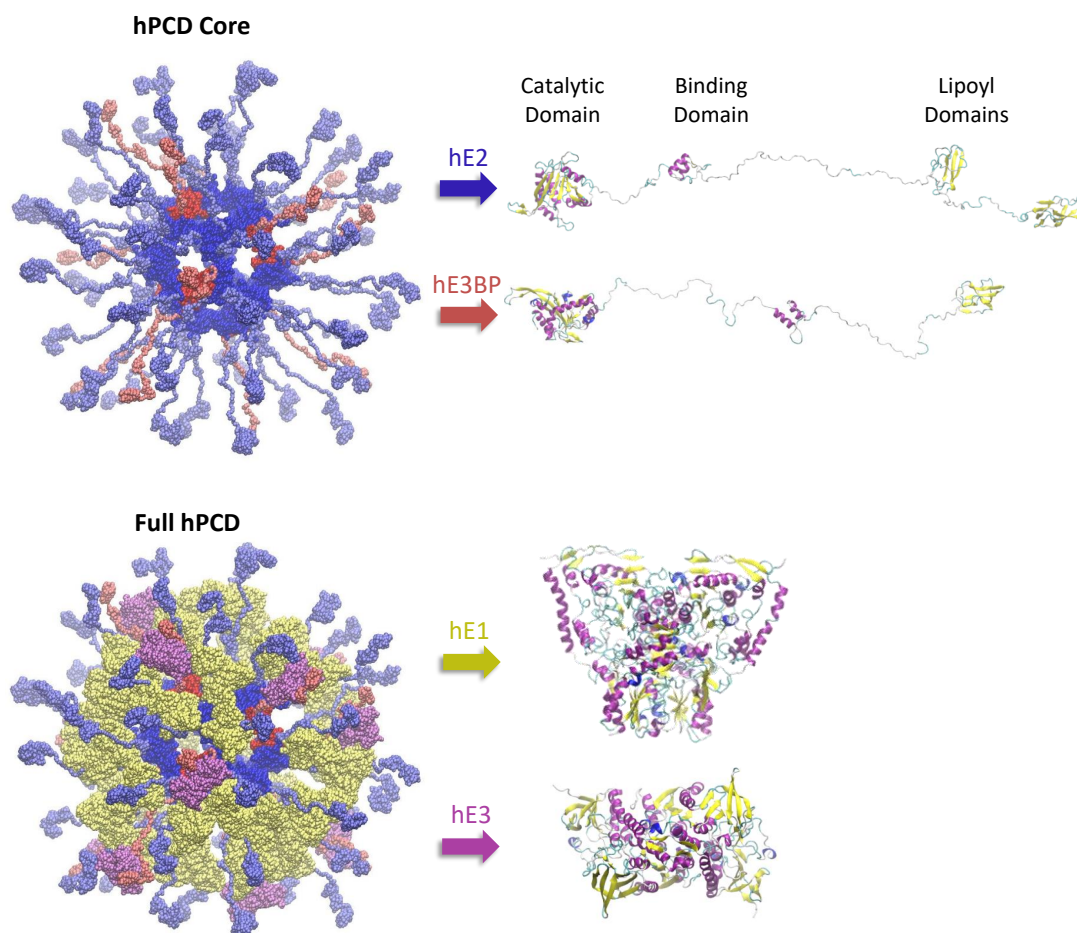 hPCD Core
Catalytic
Domain
Binding
Domain
Lipoyl
Domains
hE2
hE3BP
Full hPCD
hE1
hE3